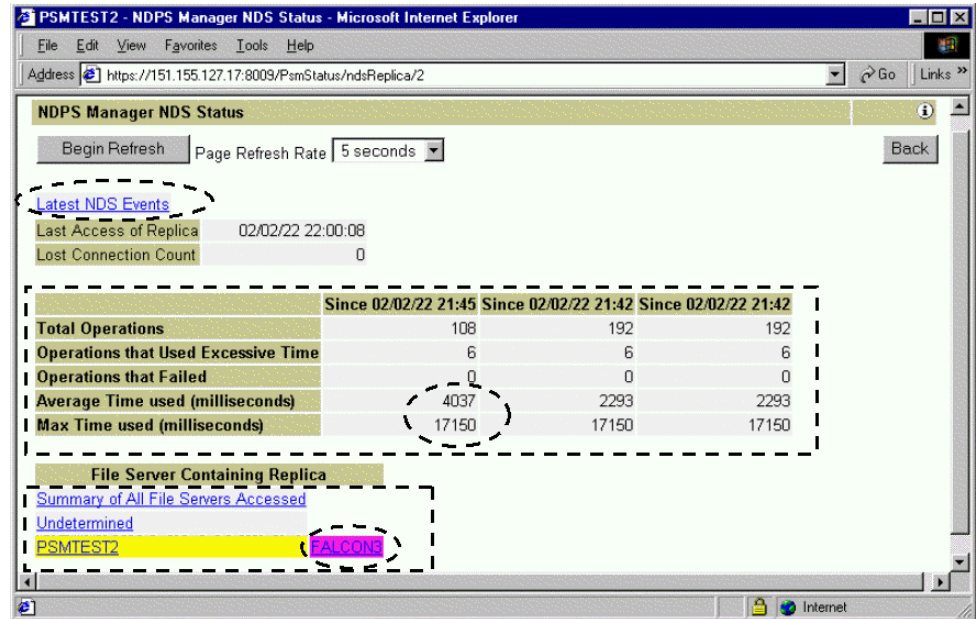 PSMTEST2 - NDPS Manager NDS Status - Microsoft Internet Explorer
File Edit View Favorites Tools Help
Address https://151.155.127.17:8009/PsmStatus/ndsReplica/2 Go Links »
NDPS Manager NDS Status
Begin Refresh Page Refresh Rate 5 seconds Back
Latest NDS Events
Last Access of Replica 02/02/22 22:00:08
Lost Connection Count 0
Since 02/02/22 21:45 Since 02/02/22 21:42 Since 02/02/22 21:42
Total Operations 108 192 192
Operations that Used Excessive Time 6 6 6
Operations that Failed 0 0 0
Average Time used (milliseconds) 4037 2293 2293
Max Time used (milliseconds) 17150 17150 17150
File Server Containing Replica
Summary of All File Servers Accessed
Undetermined
PSMTEST2 FALCON3
Internet